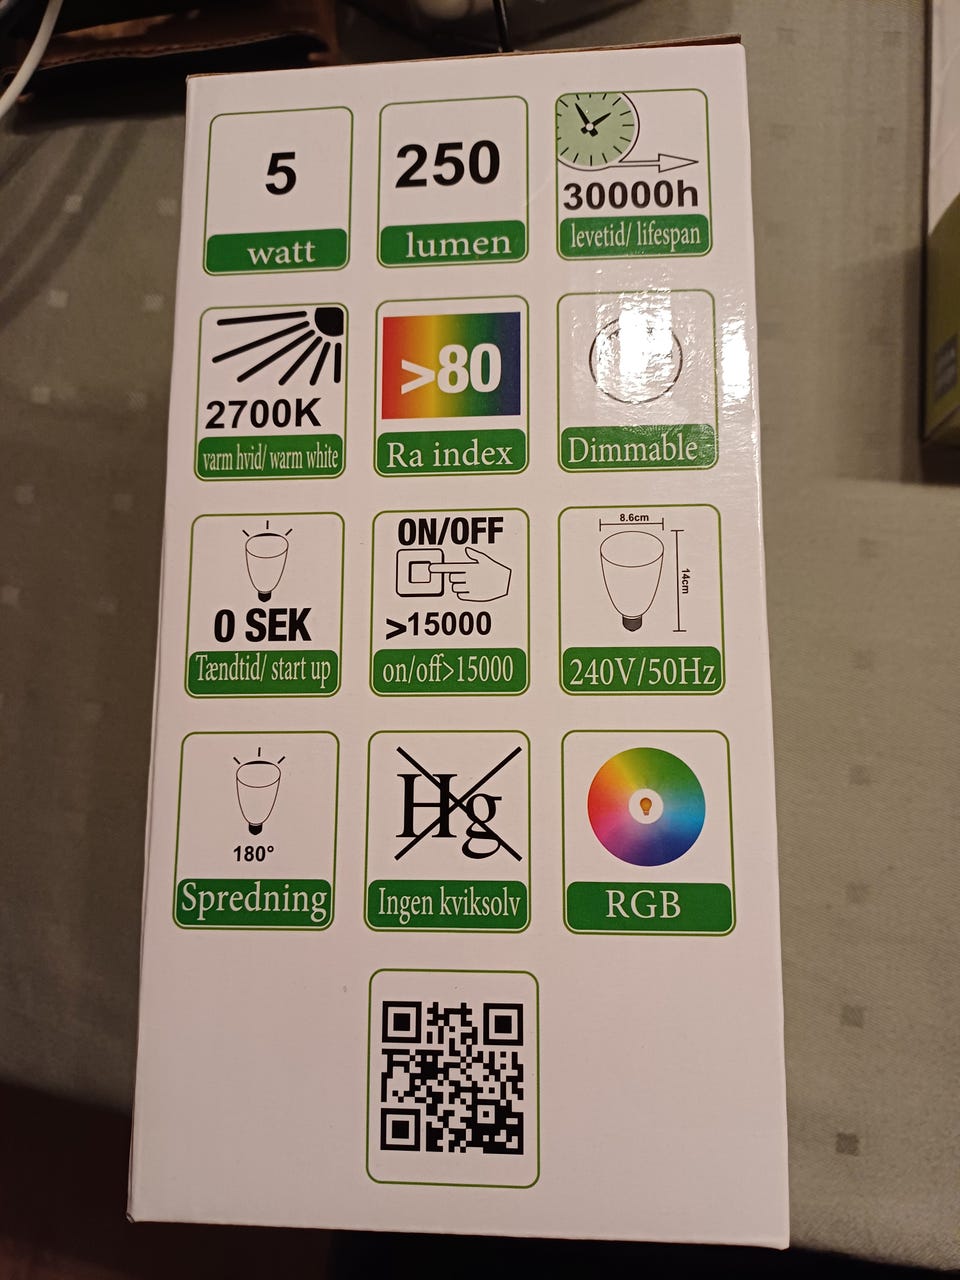 5
watt
250
lumen
30000h
levetid/ lifespan
2700K
varm hvid/ warm white
>80
Ra index
Dimmable
0 SEK
Tændtid/ start up
ON/OFF
>15000
on/off>15000
8.6cm
14cm
240V/50Hz
180°
Spredning
Hg
Ingen kviksolv
RGB